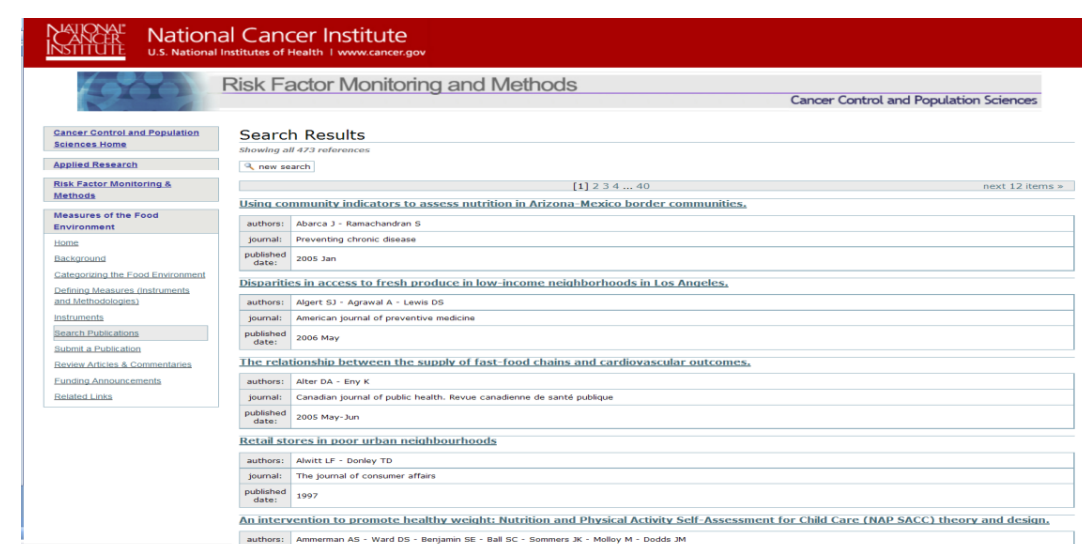 NATIONAL
CANCER
INSTITUTE
National Cancer Institute
U.S. National Institutes of Health | www.cancer.gov
Risk Factor Monitoring and Methods
Cancer Control and Population Sciences
Cancer Control and Population
Sciences Home
Applied Research
Risk Factor Monitoring &
Methods
Measures of the Food
Environment
Home
Background
Categorizing the Food Environment
Defining Measures (Instruments
and Methodologies)
Instruments
Search Publications
Submit a Publication
Review Articles & Commentaries
Funding Announcements
Related Links
Search Results
Showing all 473 references
new search
[1] 2 3 4 ... 40 next 12 items »
Using community indicators to assess nutrition in Arizona-Mexico border communities.
authors: Abarca J - Ramachandran S
journal: Preventing chronic disease
published date: 2005 Jan
Disparities in access to fresh produce in low-income neighborhoods in Los Angeles.
authors: Algert SJ - Agrawal A - Lewis DS
journal: American journal of preventive medicine
published date: 2006 May
The relationship between the supply of fast-food chains and cardiovascular outcomes.
authors: Alter DA - Eny K
journal: Canadian journal of public health. Revue canadienne de santé publique
published date: 2005 May-Jun
Retail stores in poor urban neighbourhoods
authors: Alwitt LF - Donley TD
journal: The journal of consumer affairs
published date: 1997
An intervention to promote healthy weight: Nutrition and Physical Activity Self-Assessment for Child Care (NAP SACC) theory and design.
authors: Ammerman AS - Ward DS - Benjamin SE - Ball SC - Sommers JK - Molloy M - Dodds JM